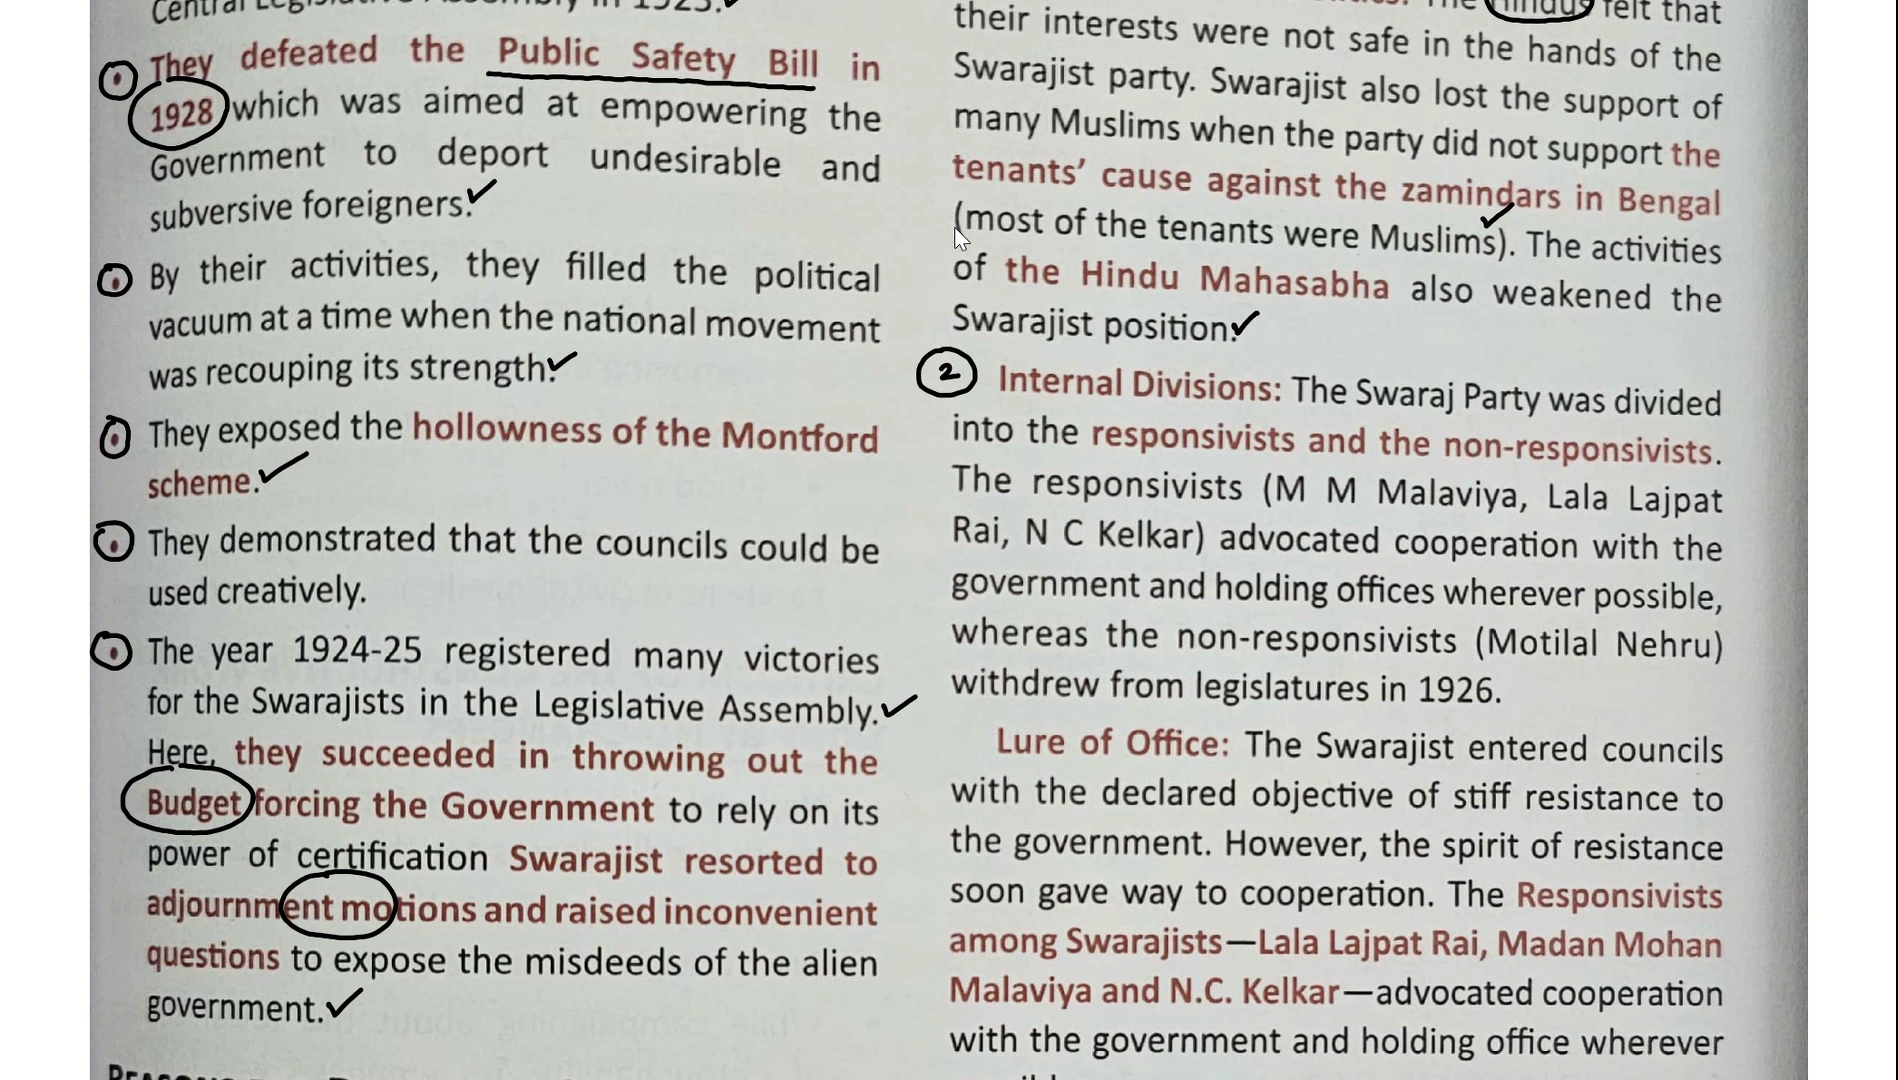 Central Legislative Assembly in 1925.
They defeated the Public Safety Bill in
1928 which was aimed at empowering the
Government to deport undesirable and
subversive foreigners.
By their activities, they filled the political
vacuum at a time when the national movement
was recouping its strength.
They exposed the hollowness of the Montford
scheme.
They demonstrated that the councils could be
used creatively.
The year 1924-25 registered many victories
for the Swarajists in the Legislative Assembly.
Here, they succeeded in throwing out the
Budget forcing the Government to rely on its
power of certification Swarajist resorted to
adjournment motions and raised inconvenient
questions to expose the misdeeds of the alien
government.
The Hindus felt that
their interests were not safe in the hands of the
Swarajist party. Swarajist also lost the support of
many Muslims when the party did not support the
tenants' cause against the zamindars in Bengal
(most of the tenants were Muslims). The activities
of the Hindu Mahasabha also weakened the
Swarajist position.
2 Internal Divisions: The Swaraj Party was divided
into the responsivists and the non-responsivists.
The responsivists (M M Malaviya, Lala Lajpat
Rai, N C Kelkar) advocated cooperation with the
government and holding offices wherever possible,
whereas the non-responsivists (Motilal Nehru)
withdrew from legislatures in 1926.
Lure of Office: The Swarajist entered councils
with the declared objective of stiff resistance to
the government. However, the spirit of resistance
soon gave way to cooperation. The Responsivists
among Swarajists—Lala Lajpat Rai, Madan Mohan
Malaviya and N.C. Kelkar—advocated cooperation
with the government and holding office wherever